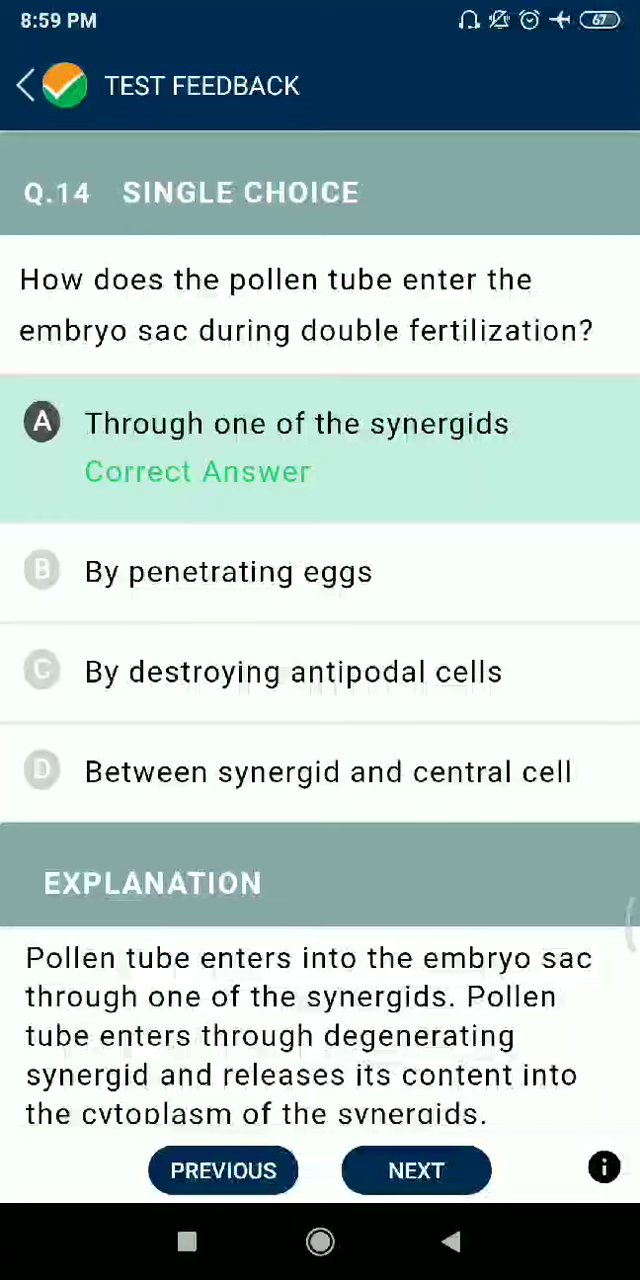 8:59 PM
67
TEST FEEDBACK
Q.14 SINGLE CHOICE
How does the pollen tube enter the
embryo sac during double fertilization?
A Through one of the synergids
Correct Answer
B By penetrating eggs
C By destroying antipodal cells
D Between synergid and central cell
EXPLANATION
Pollen tube enters into the embryo sac
through one of the synergids. Pollen
tube enters through degenerating
synergid and releases its content into
the cytoplasm of the synergids.
PREVIOUS NEXT i